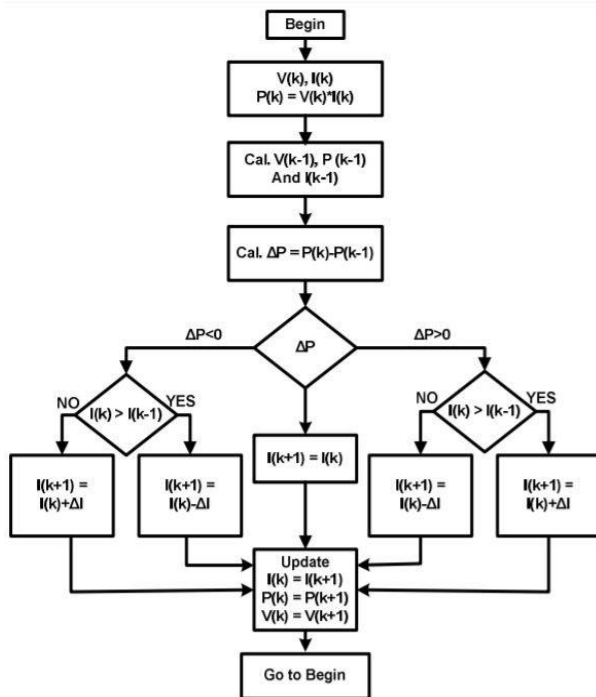 Begin
V(k), I(k)
P(k) = V(k)*I(k)
Cal. V(k-1), P (k-1)
And I(k-1)
Cal. ΔP = P(k)-P(k-1)
ΔP<0
ΔP
ΔP>0
NO
I(k) > I(k-1)
YES
NO
I(k) > I(k-1)
YES
I(k+1) =
I(k)+ΔI
I(k+1) =
I(k)-ΔI
I(k+1) = I(k)
I(k+1) =
I(k)-ΔI
I(k+1) =
I(k)+ΔI
Update
I(k) = I(k+1)
P(k) = P(k+1)
V(k) = V(k+1)
Go to Begin